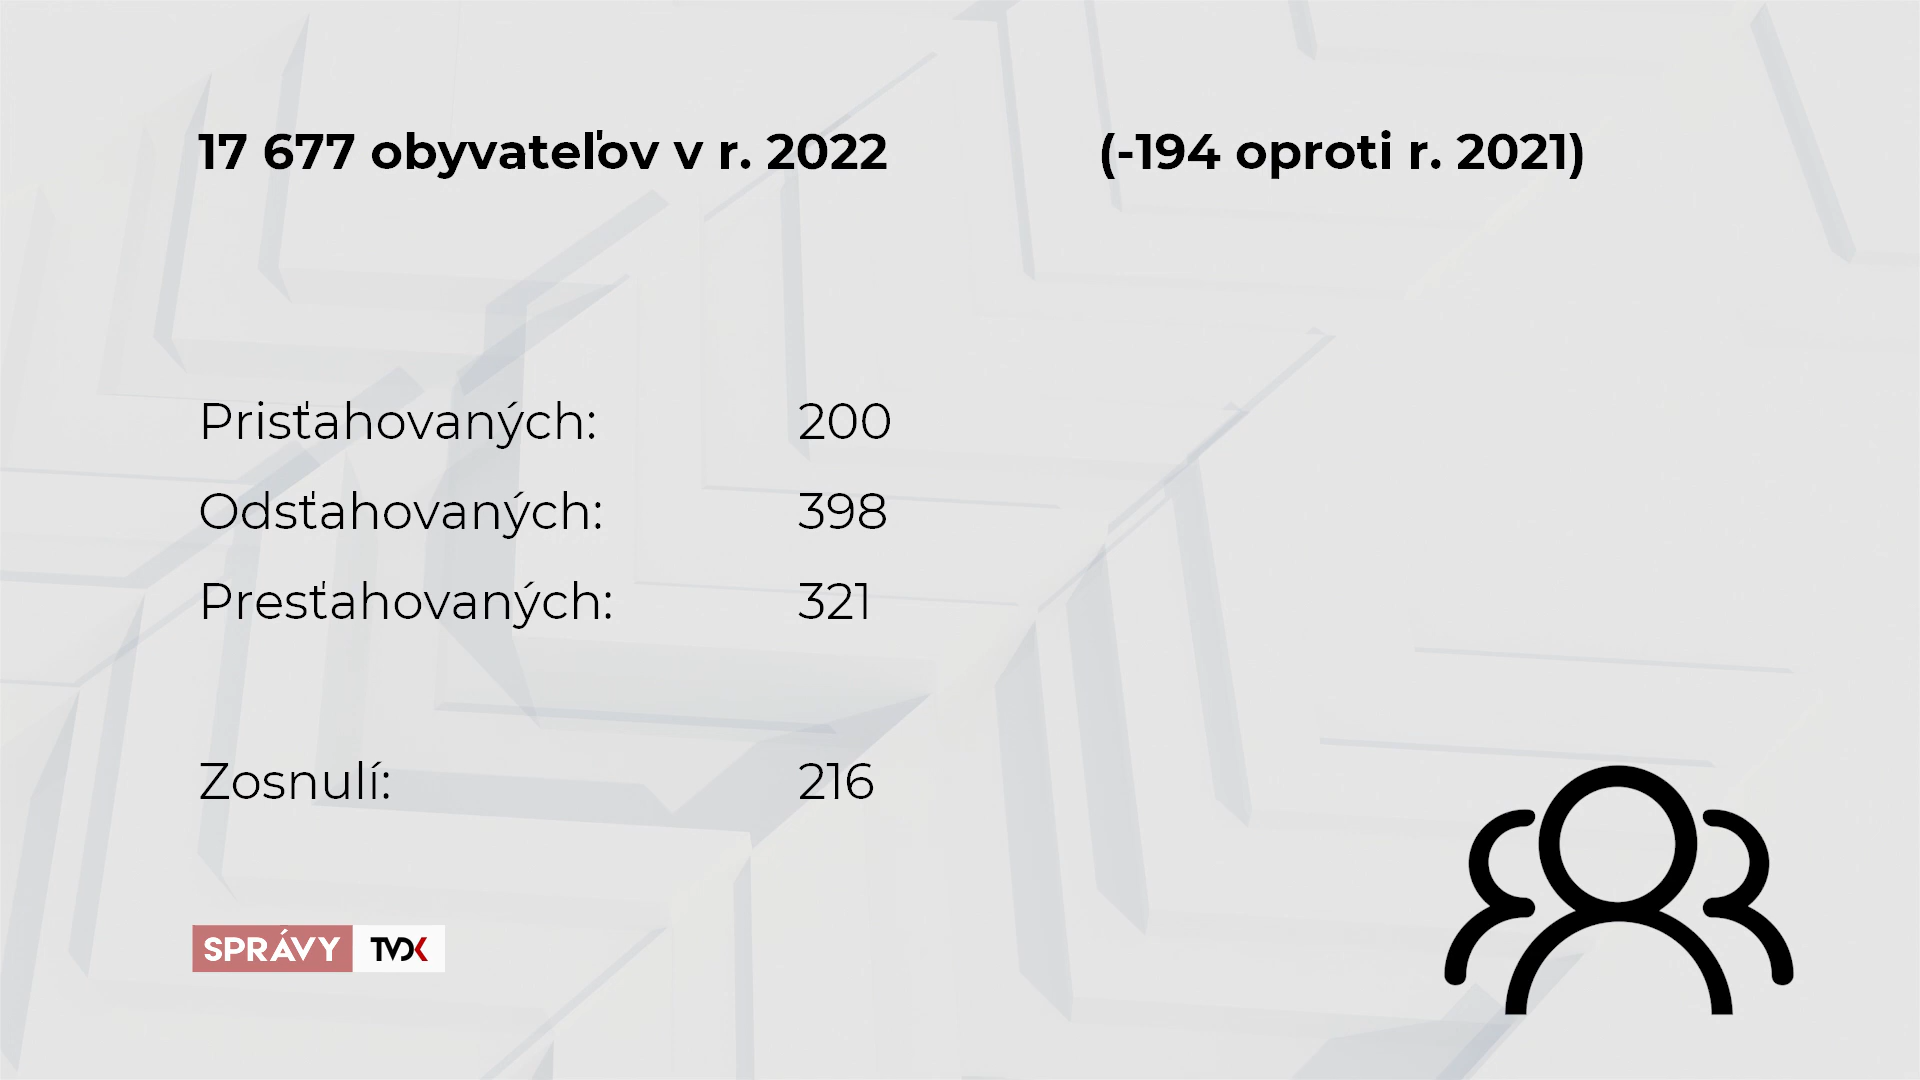 17 677 obyvateľov v r. 2022 (-194 oproti r. 2021)
Prisťahovaných: 200
Odsťahovaných: 398
Presťahovaných: 321
Zosnulí: 216
SPRÁVY TVDK